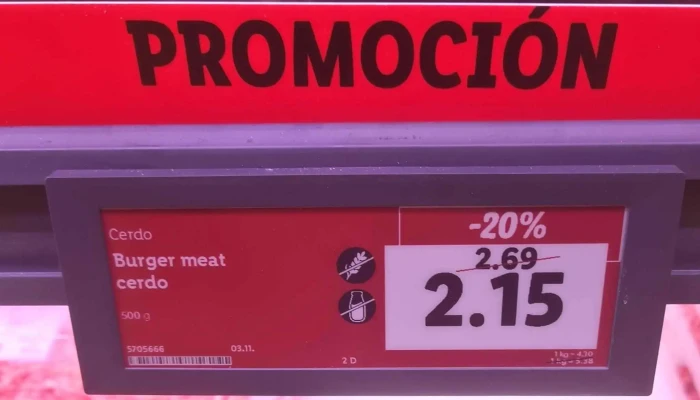 PROMOCIÓN
Cerdo
Burger meat
cerdo
500 g
5705666 03.11.
2 D
-20%
2.69
2.15
1 kg = 4,30